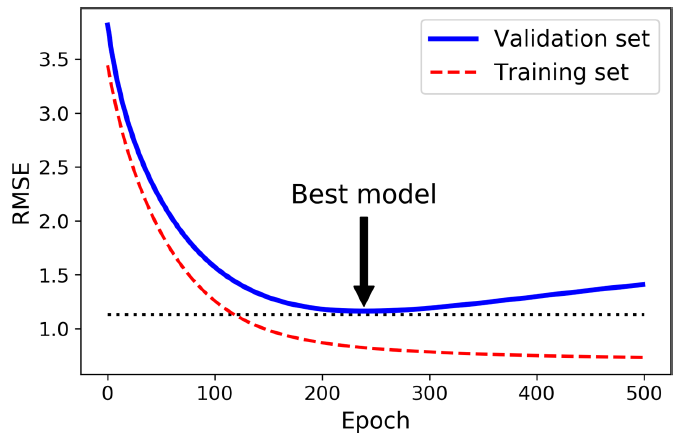 Validation set
Training set
Best model
RMSE
3.5
3.0
2.5
2.0
1.5
1.0
0 100 200 300 400 500
Epoch